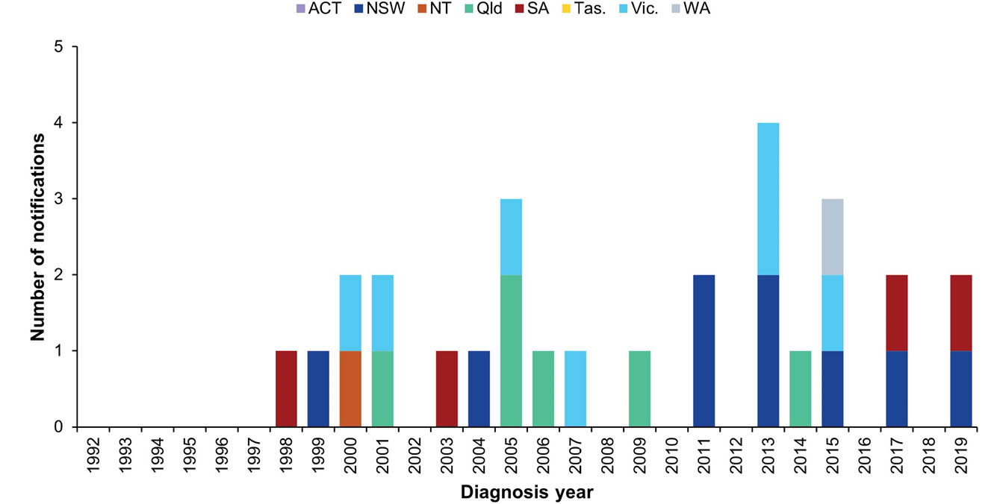 ACT NSW NT Qld SA Tas. Vic. WA
Number of notifications
5
4
3
2
1
0
1992 1993 1994 1995 1996 1997 1998 1999 2000 2001 2002 2003 2004 2005 2006 2007 2008 2009 2010 2011 2012 2013 2014 2015 2016 2017 2018 2019
Diagnosis year